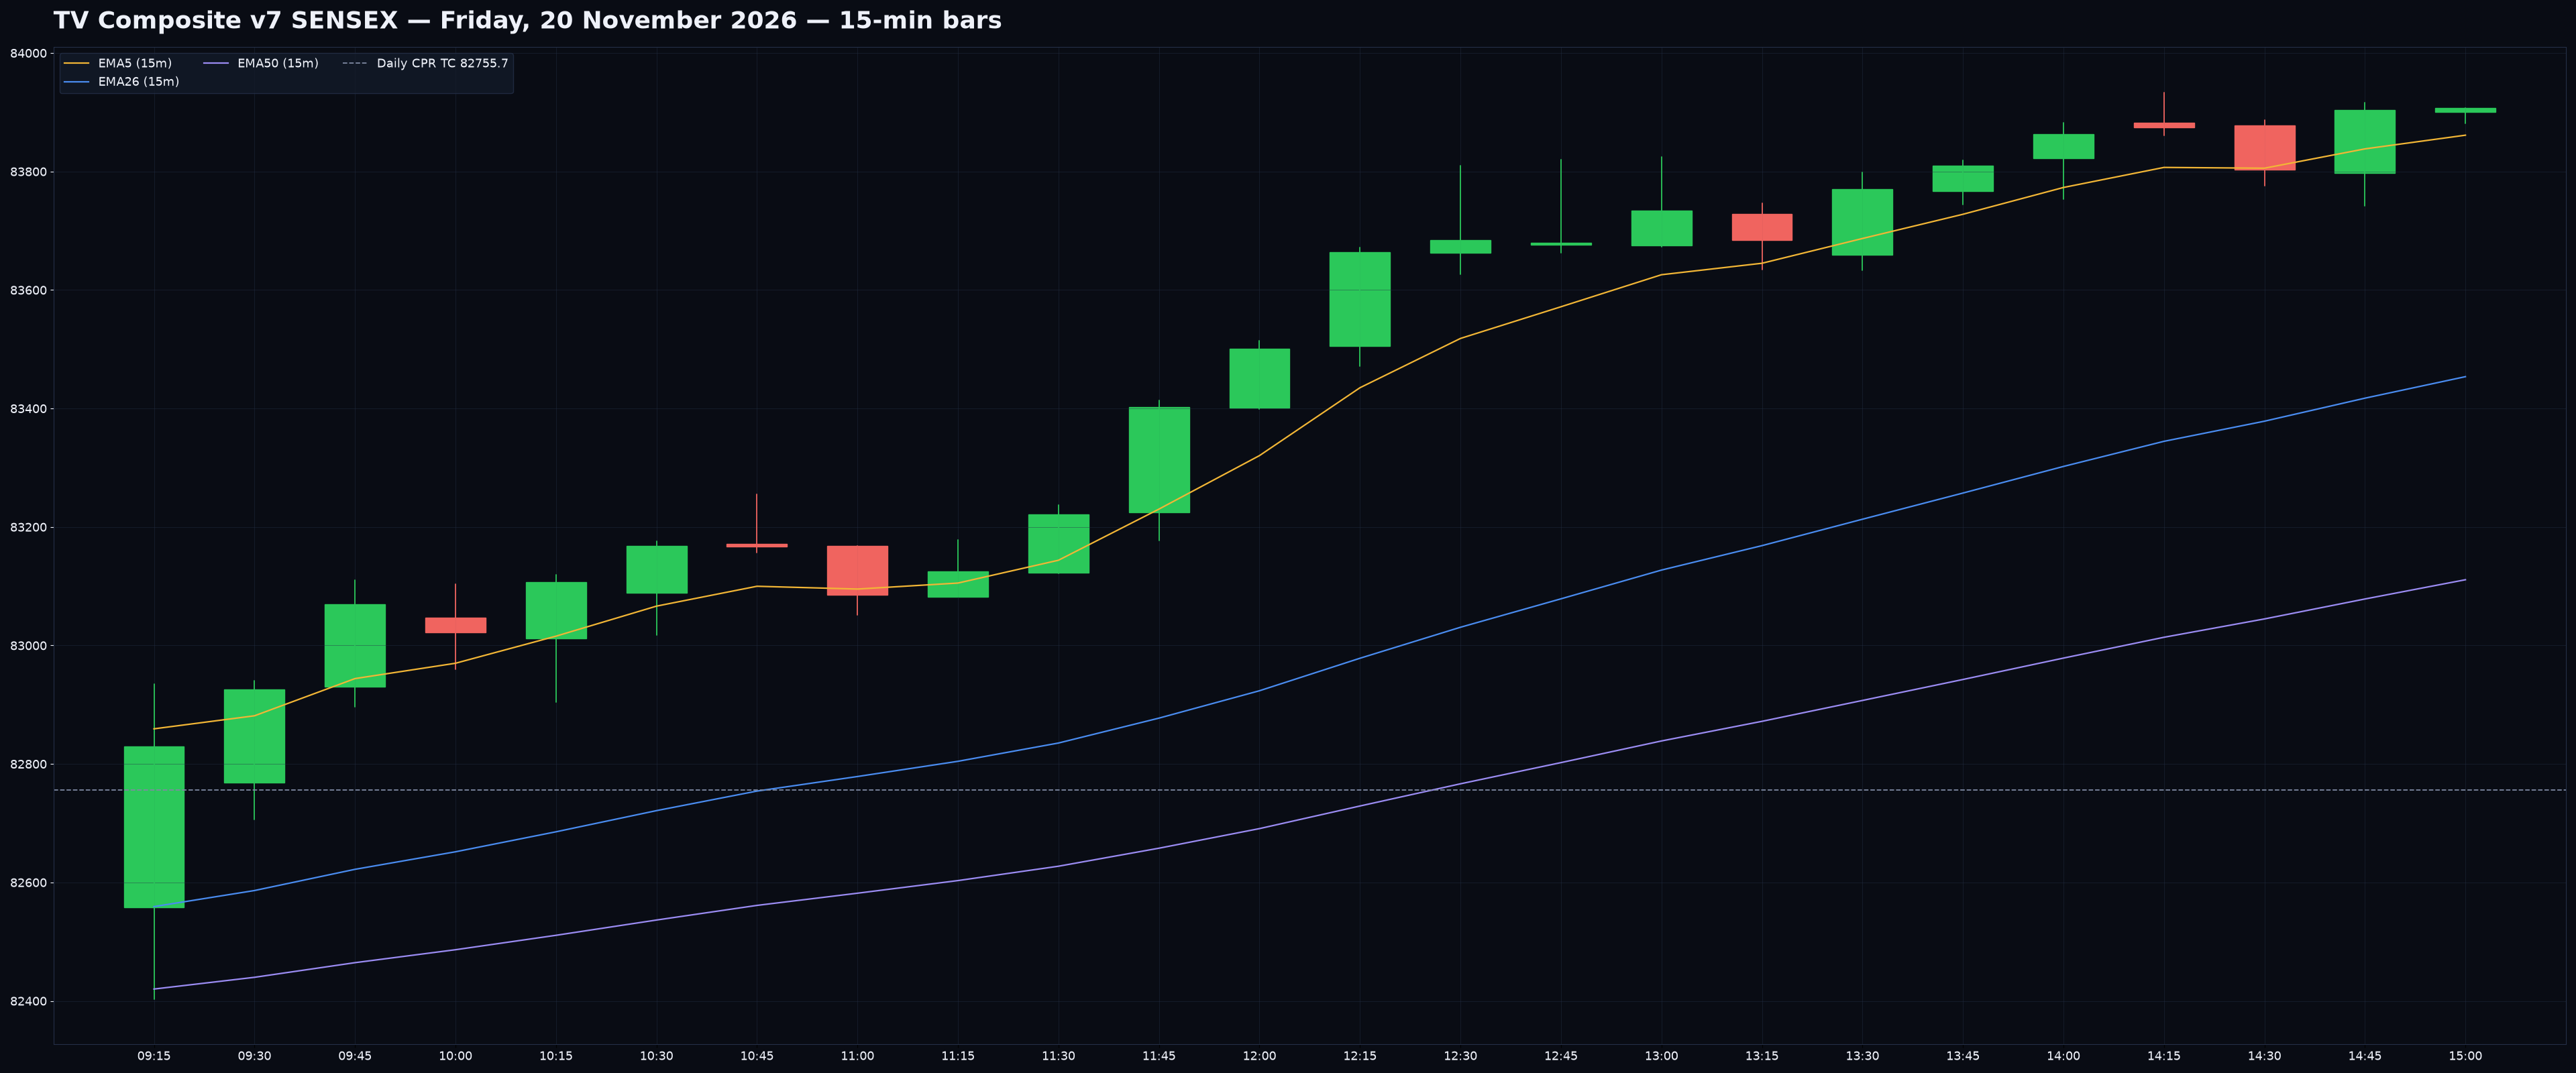 TV Composite v7 SENSEX — Friday, 20 November 2026 — 15-min bars
EMA5 (15m) EMA50 (15m) Daily CPR TC 82755.7
EMA26 (15m)
84000
83800
83600
83400
83200
83000
82800
82600
82400
09:15 09:30 09:45 10:00 10:15 10:30 10:45 11:00 11:15 11:30 11:45 12:00 12:15 12:30 12:45 13:00 13:15 13:30 13:45 14:00 14:15 14:30 14:45 15:00